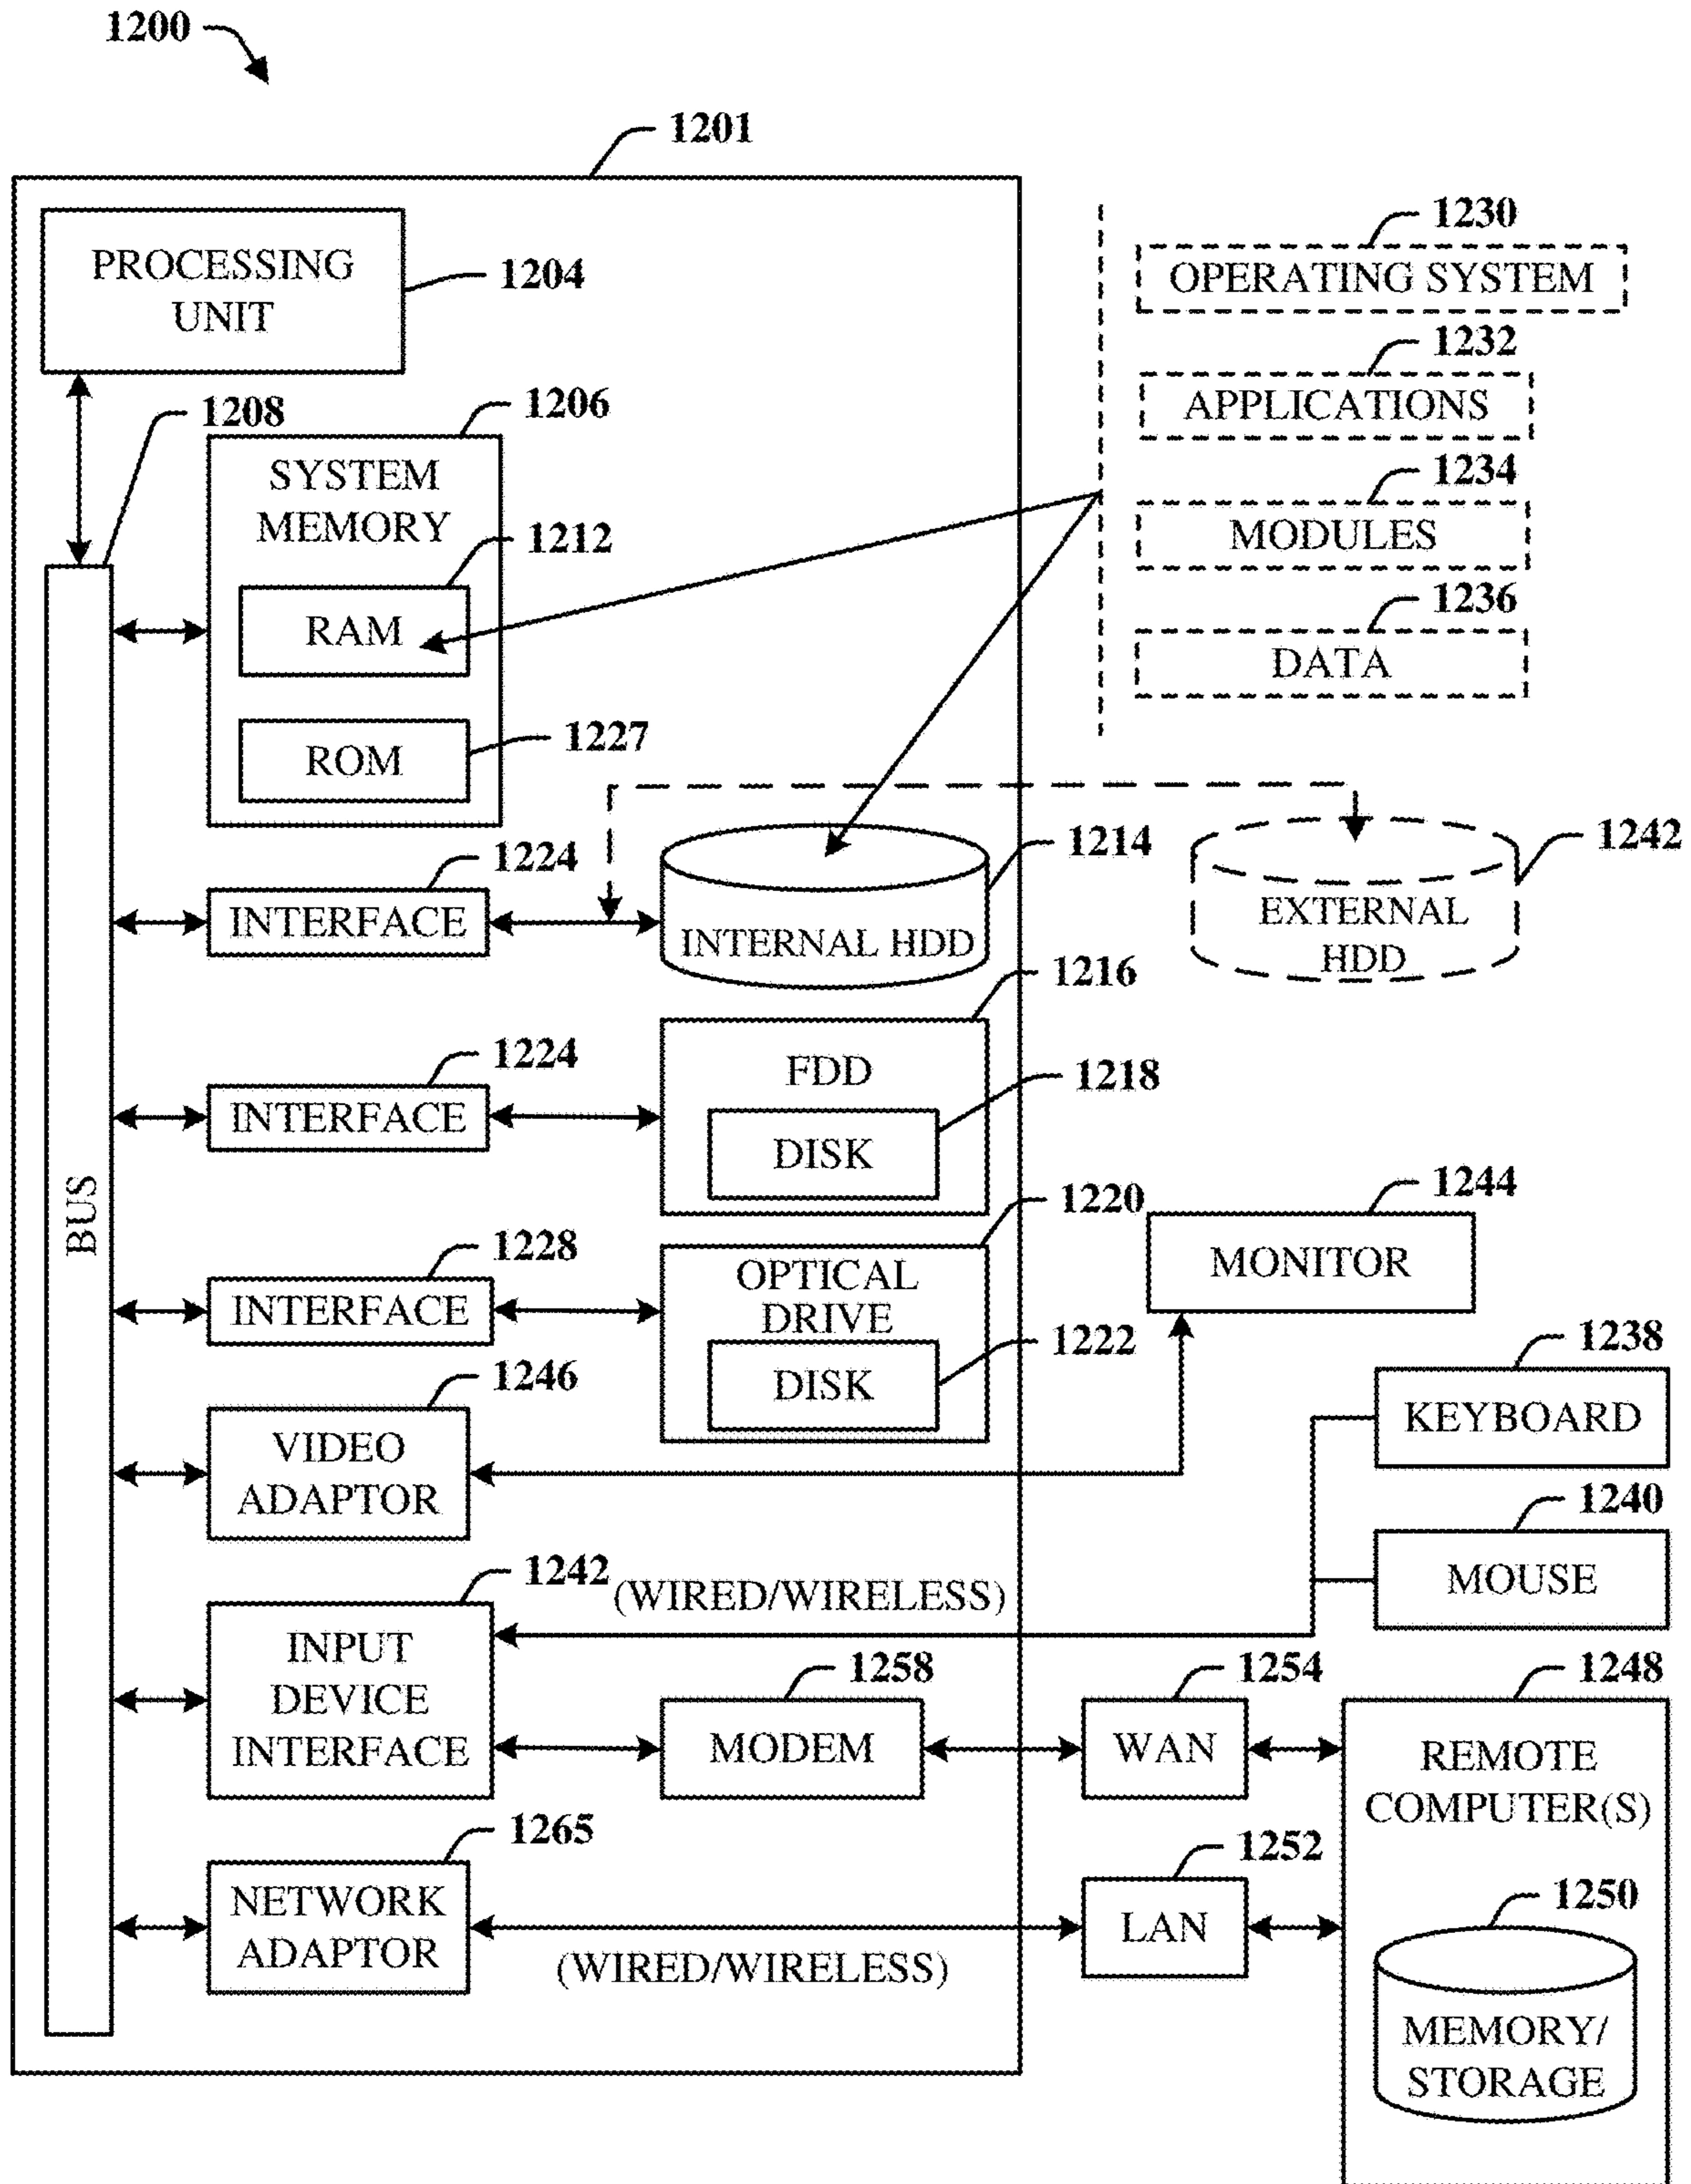 1200
1201
PROCESSING
UNIT
1204
1230
OPERATING SYSTEM
1232
APPLICATIONS
1234
MODULES
1236
DATA
1208
1206
SYSTEM
MEMORY
1212
RAM
1227
ROM
1224
INTERFACE
1214
INTERNAL HDD
1242
EXTERNAL
HDD
1224
INTERFACE
1216
FDD
1218
DISK
BUS
1228
INTERFACE
1220
OPTICAL
DRIVE
1222
DISK
1244
MONITOR
1246
VIDEO
ADAPTOR
1238
KEYBOARD
1240
MOUSE
1242
(WIRED/WIRELESS)
INPUT
DEVICE
INTERFACE
1258
MODEM
1254
WAN
1248
REMOTE
COMPUTER(S)
1265
NETWORK
ADAPTOR
(WIRED/WIRELESS)
1252
LAN
1250
MEMORY/
STORAGE